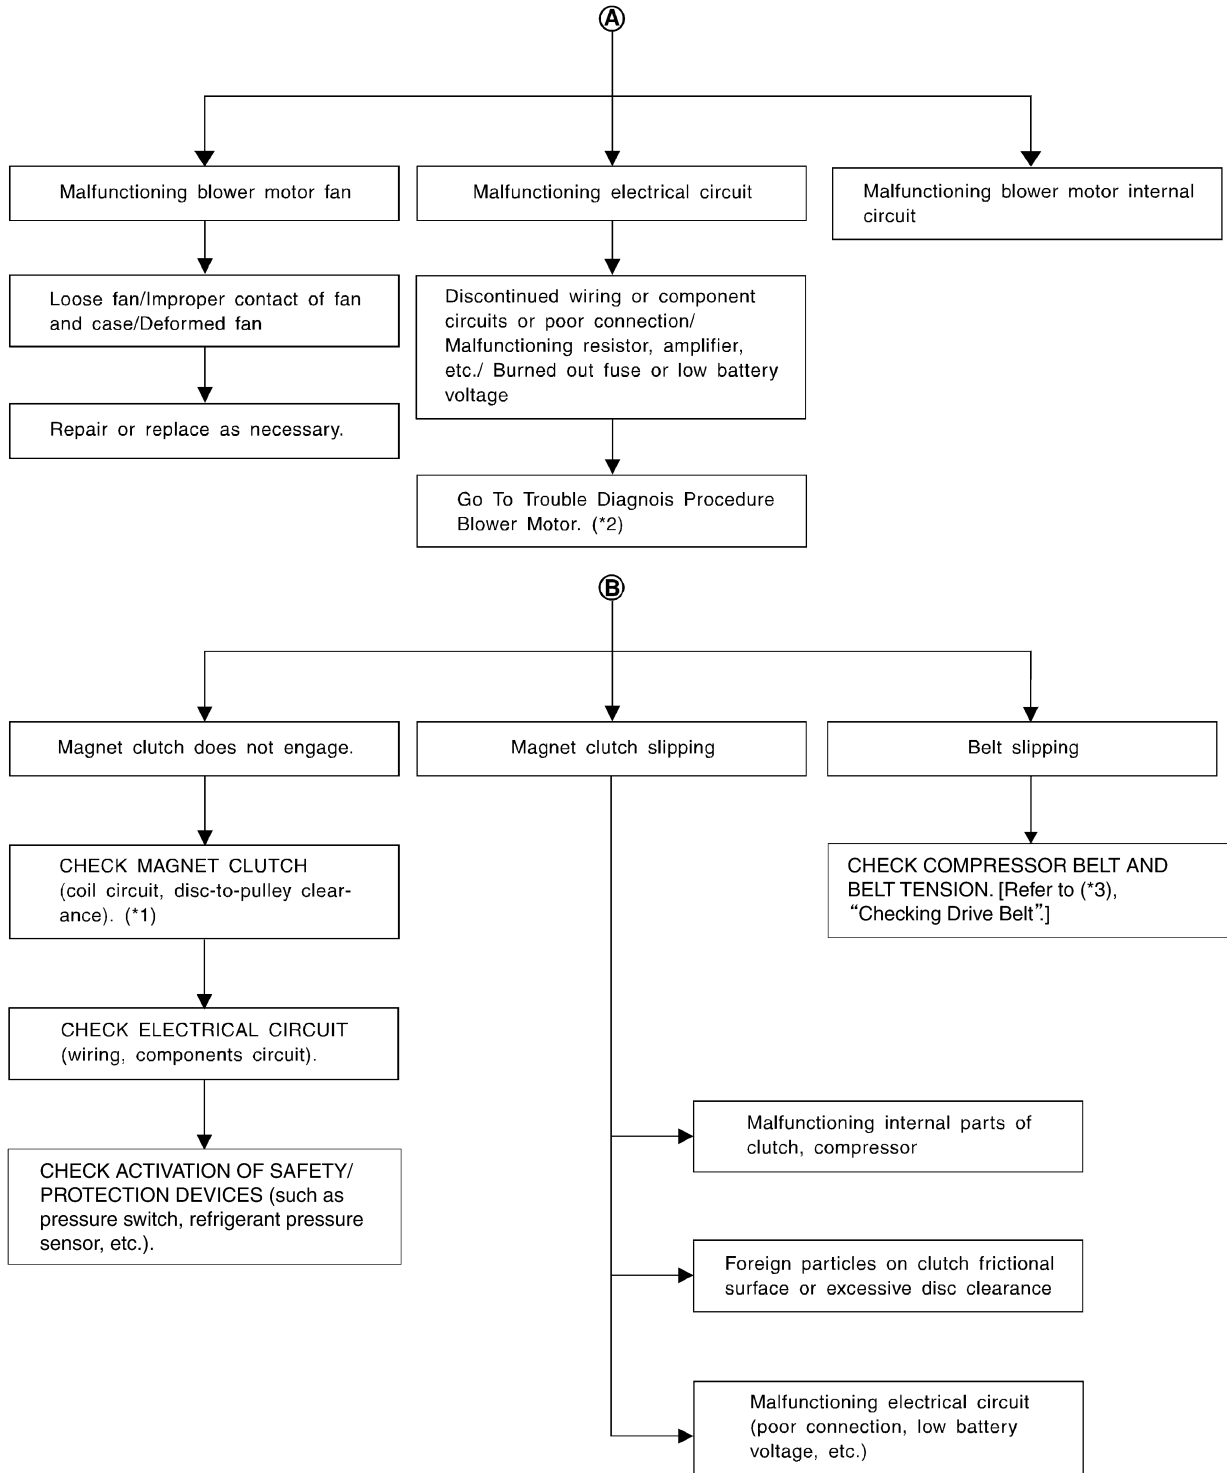 A
Malfunctioning blower motor fan
Malfunctioning electrical circuit
Malfunctioning blower motor internal
circuit
Loose fan/Improper contact of fan
and case/Deformed fan
Discontinued wiring or component
circuits or poor connection/
Malfunctioning resistor, amplifier,
etc./ Burned out fuse or low battery
voltage
Repair or replace as necessary.
Go To Trouble Diagnois Procedure
Blower Motor. (*2)
B
Magnet clutch does not engage.
Magnet clutch slipping
Belt slipping
CHECK MAGNET CLUTCH
(coil circuit, disc-to-pulley clear-
ance). (*1)
CHECK COMPRESSOR BELT AND
BELT TENSION. [Refer to (*3),
“Checking Drive Belt”.]
CHECK ELECTRICAL CIRCUIT
(wiring, components circuit).
CHECK ACTIVATION OF SAFETY/
PROTECTION DEVICES (such as
pressure switch, refrigerant pressure
sensor, etc.).
Malfunctioning internal parts of
clutch, compressor
Foreign particles on clutch frictional
surface or excessive disc clearance
Malfunctioning electrical circuit
(poor connection, low battery
voltage, etc.)